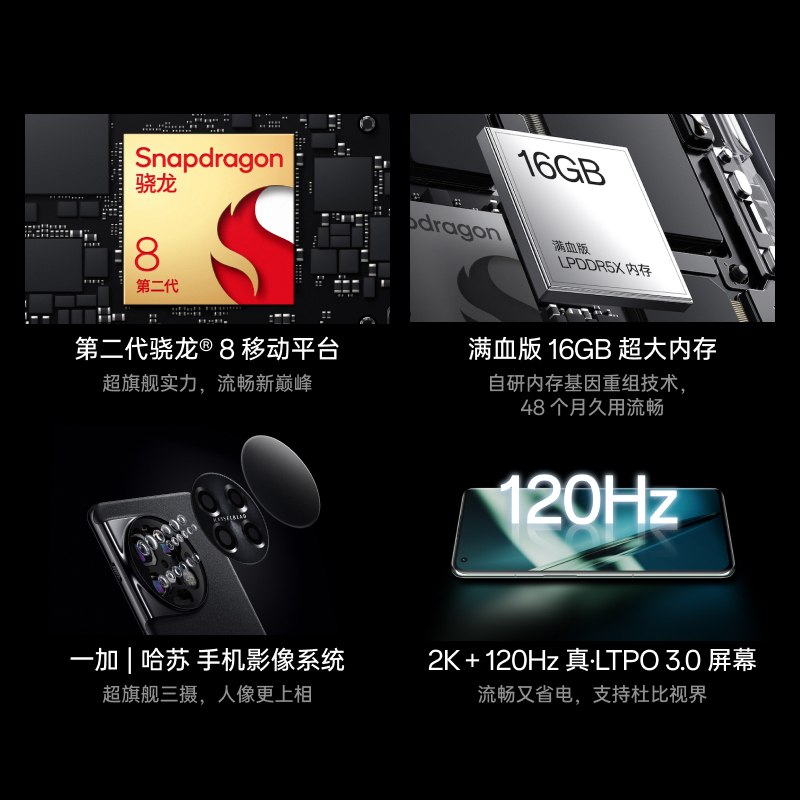 Snapdragon
骁龙
8
第二代
第二代骁龙® 8 移动平台
超旗舰实力，流畅新巅峰
16GB
pdragon
满血版
LPDDR5X 内存
满血版 16GB 超大内存
自研内存基因重组技术，
48 个月久用流畅
HASSELBLAD
一加 | 哈苏 手机影像系统
超旗舰三摄，人像更上相
120Hz
2K + 120Hz 真·LTPO 3.0 屏幕
流畅又省电，支持杜比视界